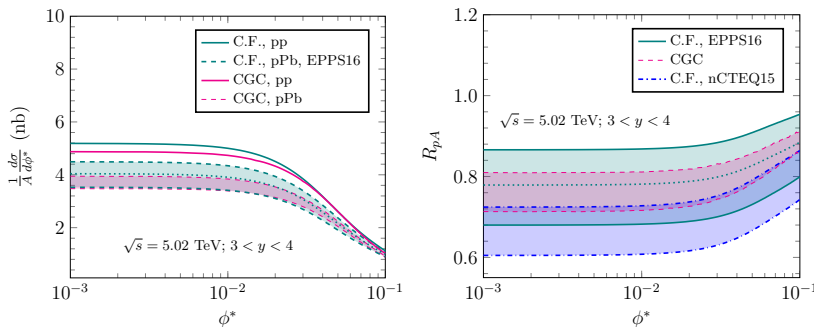 10
8
6
4
2
1/A dσ/dϕ* (nb)
C.F., pp
C.F., pPb, EPPS16
CGC, pp
CGC, pPb
√s = 5.02 TeV; 3 < y < 4
10⁻³ 10⁻² 10⁻¹
ϕ*
1.2
1.0
0.8
0.6
R_pA
C.F., EPPS16
CGC
C.F., nCTEQ15
√s = 5.02 TeV; 3 < y < 4
10⁻³ 10⁻² 10⁻¹
ϕ*